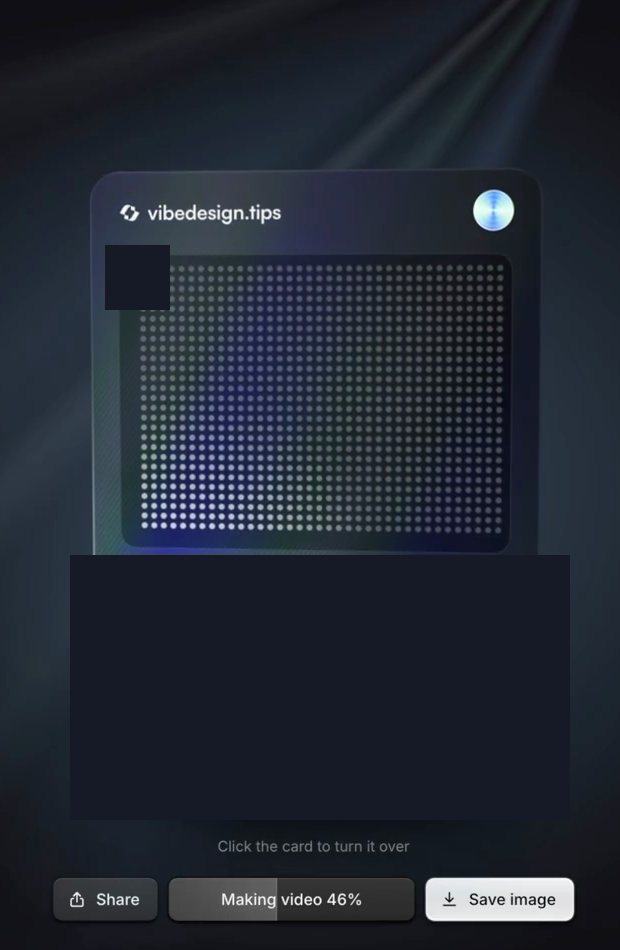 vibedesign.tips
Click the card to turn it over
Share
Making video 46%
Save image